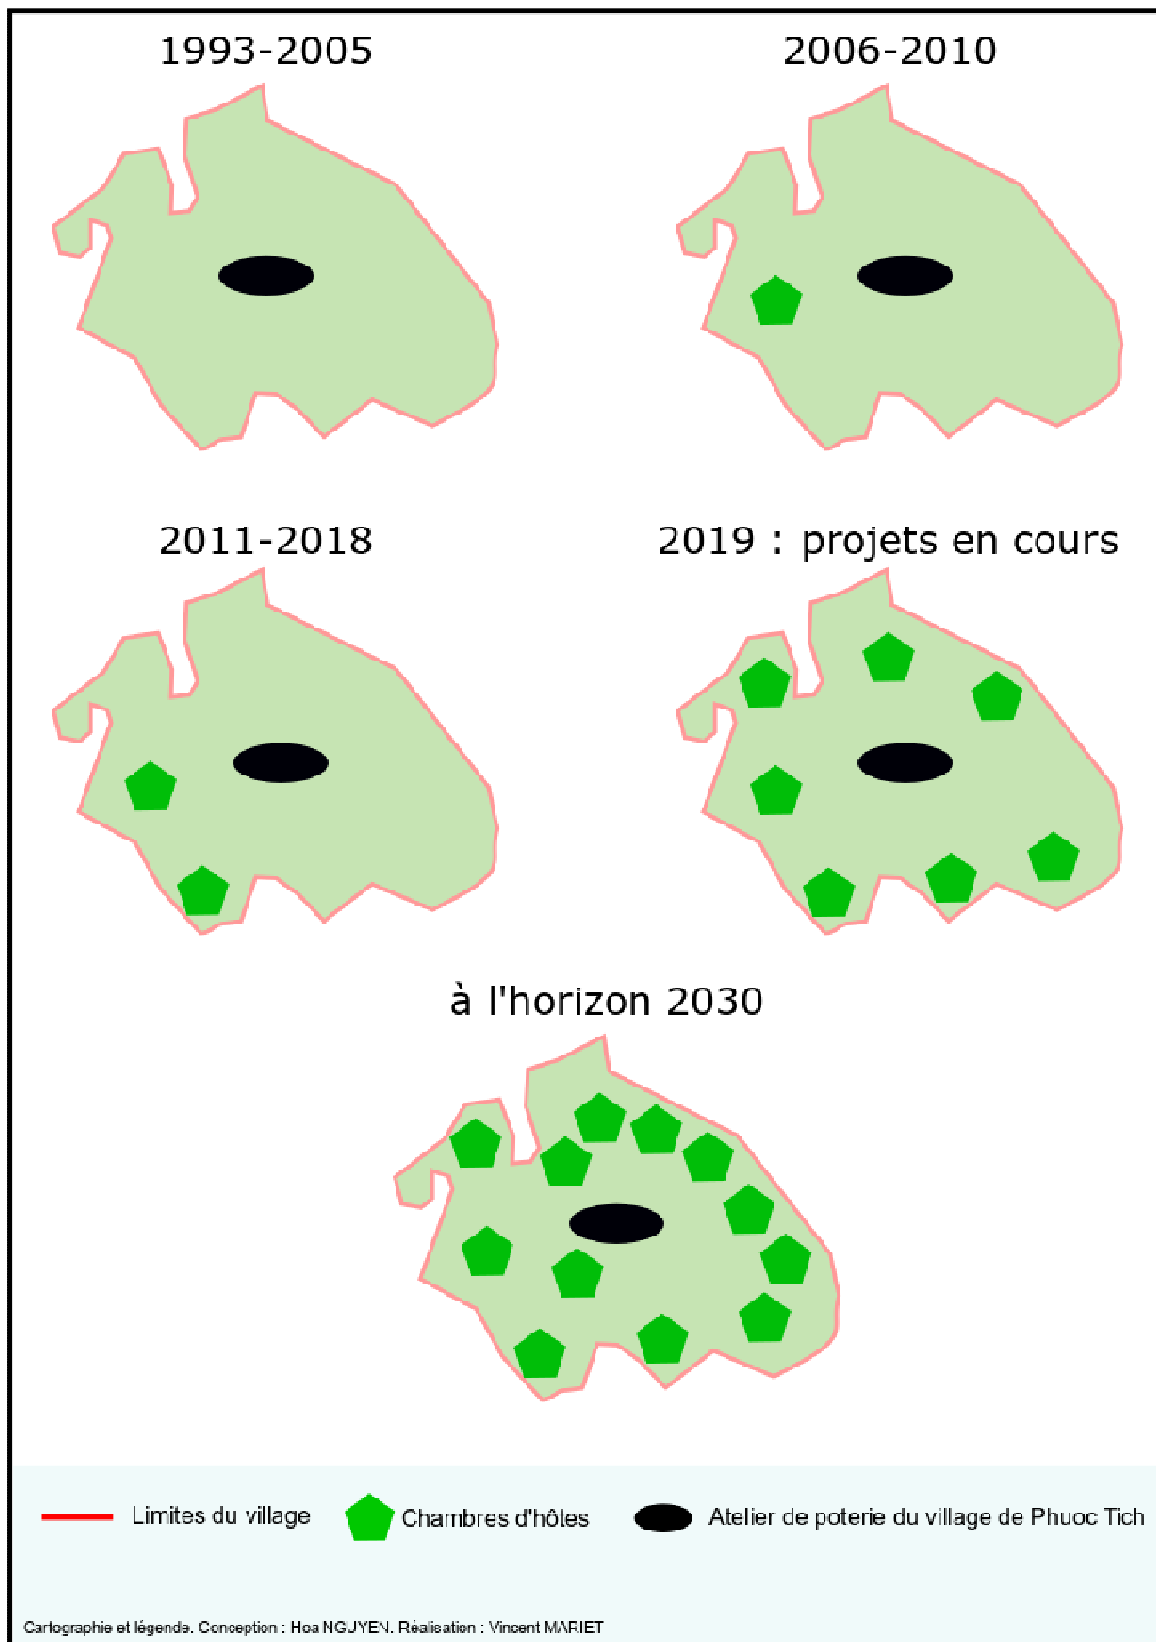 1993-2005
2006-2010
2011-2018
2019 : projets en cours
à l'horizon 2030
Limites du village
Chambres d'hôtes
Atelier de poterie du village de Phuoc Tich
Cartographie et légende. Conception : Hoa NGUYEN. Réalisation : Vincent MARIET